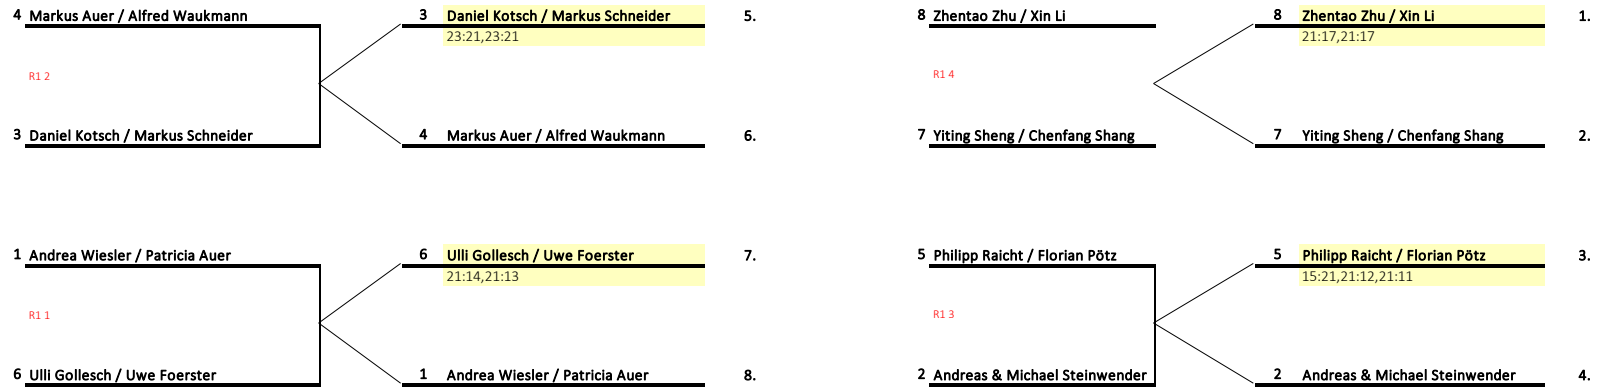 4 Markus Auer / Alfred Waukmann
3 Daniel Kotsch / Markus Schneider 5.
23:21,23:21
R1 2
3 Daniel Kotsch / Markus Schneider
4 Markus Auer / Alfred Waukmann 6.
1 Andrea Wiesler / Patricia Auer
6 Ulli Gollesch / Uwe Foerster 7.
21:14,21:13
R1 1
6 Ulli Gollesch / Uwe Foerster
1 Andrea Wiesler / Patricia Auer 8.
8 Zhentao Zhu / Xin Li
8 Zhentao Zhu / Xin Li 1.
21:17,21:17
R1 4
7 Yiting Sheng / Chenfang Shang
7 Yiting Sheng / Chenfang Shang 2.
5 Philipp Raicht / Florian Pötz
5 Philipp Raicht / Florian Pötz 3.
15:21,21:12,21:11
R1 3
2 Andreas & Michael Steinwender
2 Andreas & Michael Steinwender 4.